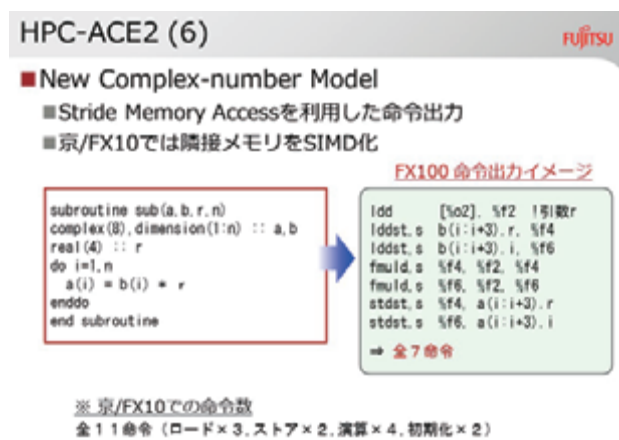 HPC-ACE2 (6)
FUJITSU
■New Complex-number Model
■Stride Memory Accessを利用した命令出力
■京/FX10では隣接メモリをSIMD化
FX100 命令出力イメージ
subroutine sub(a,b,r,n)
complex(8),dimension(1:n) :: a,b
real(4) :: r
do i=1,n
a(i) = b(i) * r
enddo
end subroutine
ldd [%o2], %f2 !引数r
lddst,s b(i:i+3).r, %f4
lddst,s b(i:i+3).i, %f6
fmuld,s %f4, %f2, %f4
fmuld,s %f6, %f2, %f6
stdst,s %f4, a(i:i+3).r
stdst,s %f6, a(i:i+3).i
⇒ 全7命令
※ 京/FX10での命令数
全11命令（ロード×3,ストア×2,演算×4,初期化×2）